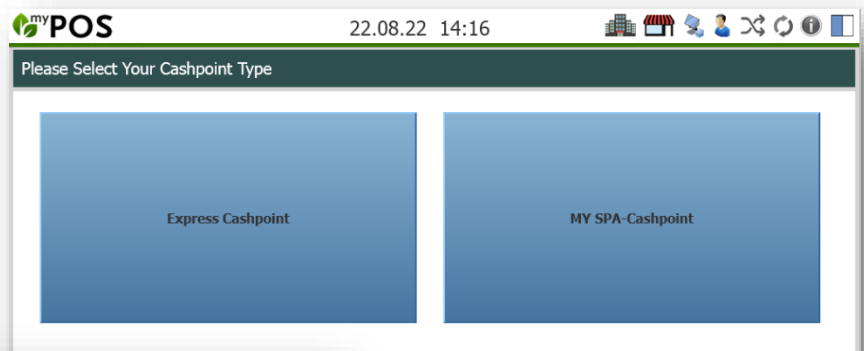 myPOS
22.08.22 14:16
Please Select Your Cashpoint Type
Express Cashpoint
MY SPA-Cashpoint